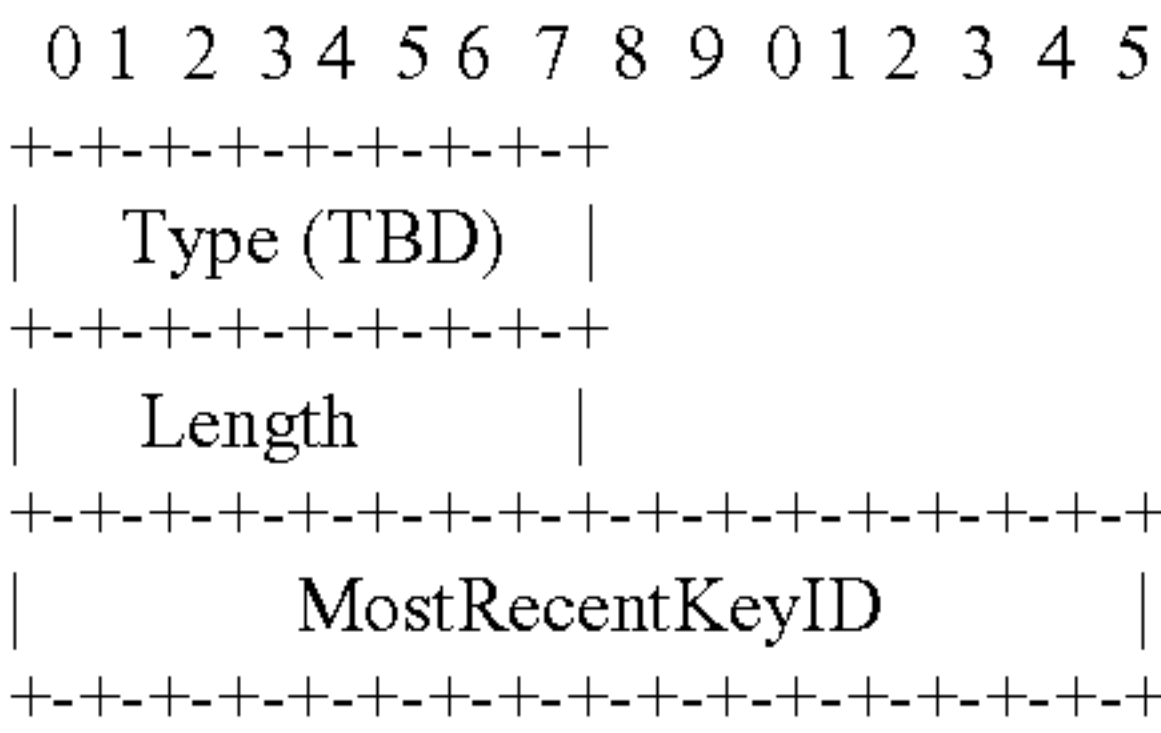 0 1 2 3 4 5 6 7 8 9 0 1 2 3 4 5
+-+-+-+-+-+-+-+-+
| Type (TBD) |
+-+-+-+-+-+-+-+-+
| Length |
+-+-+-+-+-+-+-+-+-+-+-+-+-+-+-+-+
| MostRecentKeyID |
+-+-+-+-+-+-+-+-+-+-+-+-+-+-+-+-+